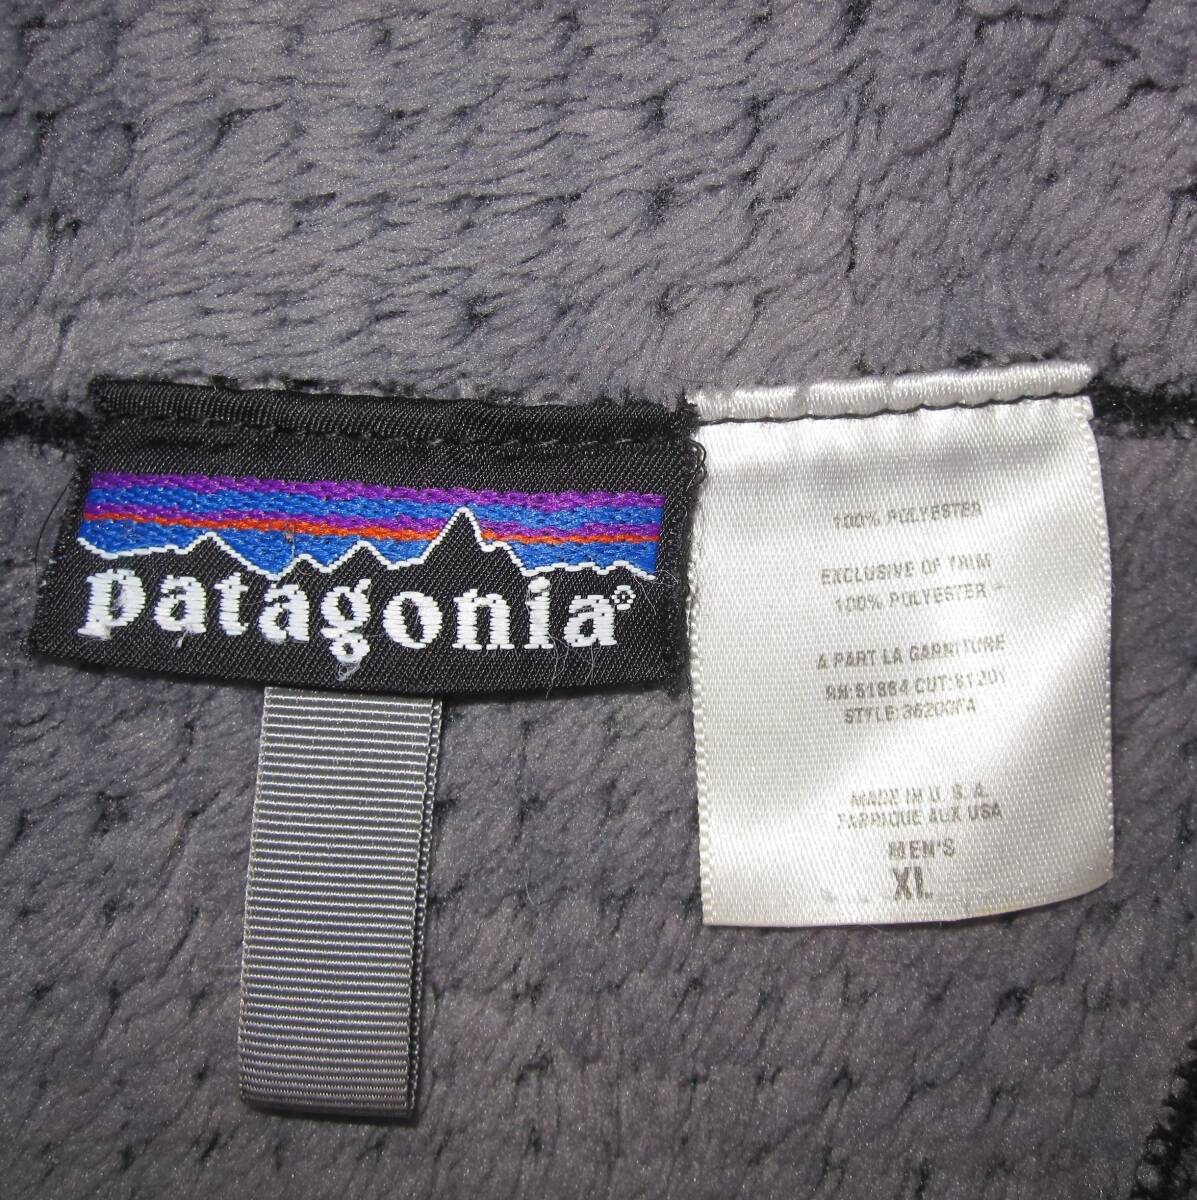 patagonia®
100% POLYESTER
EXCLUSIVE OF TRIM
100% POLYESTER -
A PART LA GARNITURE
RN:51884 CUT:61201
STYLE:36200FA
MADE IN U. S. A.
FABRIQUE AUX USA
MEN'S
XL